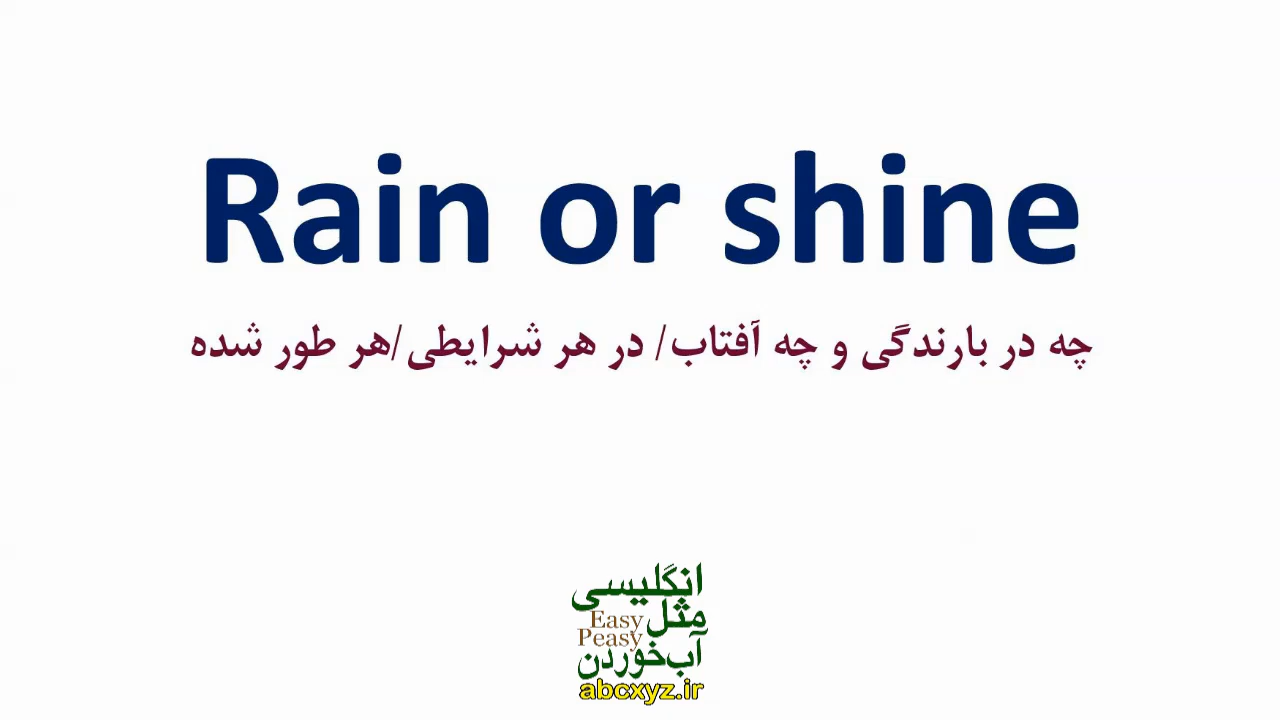 Rain or shine
چه در بارندگی و چه آفتاب/ در هر شرایطی/هر طور شده
انگلیسی
مثل
Easy
Peasy
آب‌خوردن
abcxyz.ir